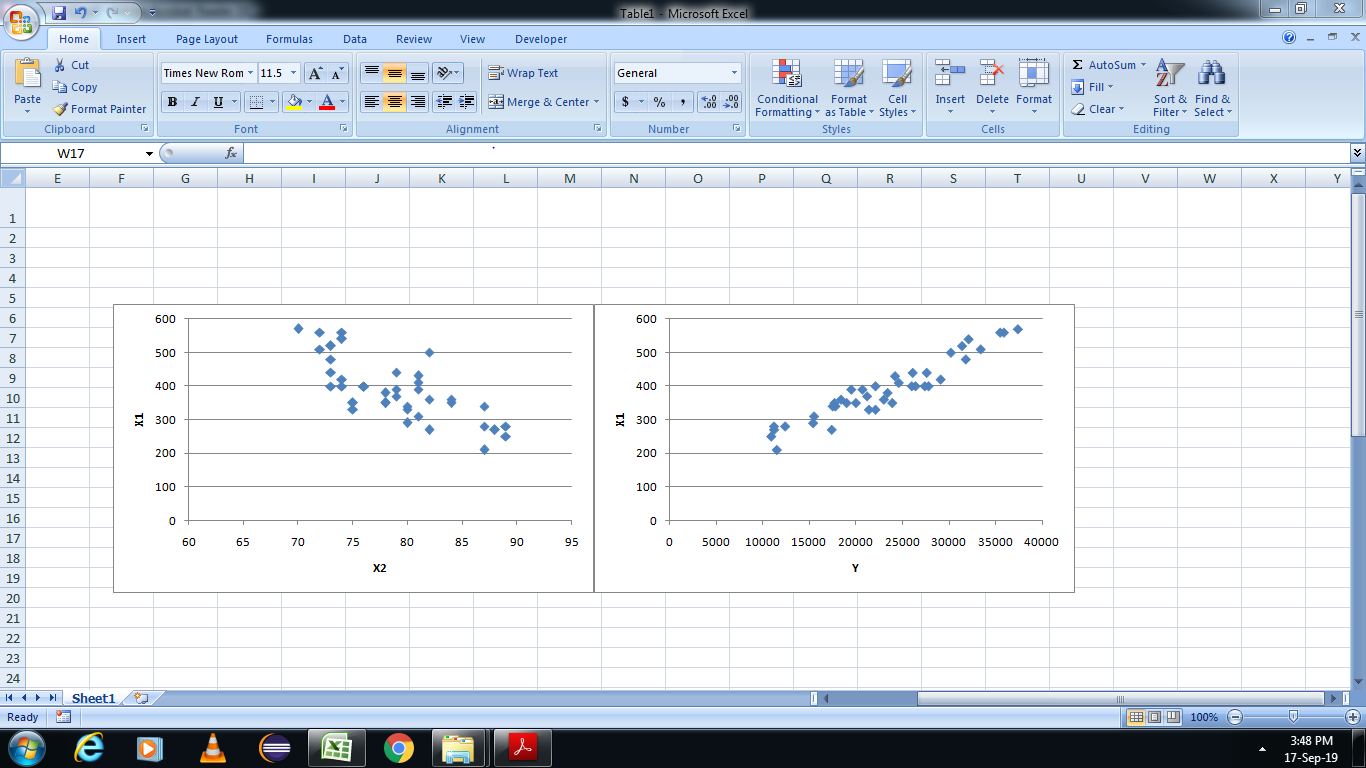 Table1 - Microsoft Excel
Home Insert Page Layout Formulas Data Review View Developer
Paste
Cut
Copy
Format Painter
Clipboard
Times New Rom 11.5 A A
B I U A
Font
Wrap Text
Merge & Center
Alignment
General
$ % , .0 .00 .00 .0
Number
Conditional Formatting
Format as Table
Cell Styles
Styles
Insert Delete Format
Cells
Σ AutoSum
Fill
Clear
Sort & Filter
Find & Select
Editing
W17 fx
E F G H I J K L M N O P Q R S T U V W X Y
1
2
3
4
5
6
7
8
9
10
11
12
13
14
15
16
17
18
19
20
21
22
23
24
600
500
400
300
200
100
0
X1
60 65 70 75 80 85 90 95
X2
600
500
400
300
200
100
0
X1
0 5000 10000 15000 20000 25000 30000 35000 40000
Y
Sheet1
Ready 100%
3:48 PM
17-Sep-19